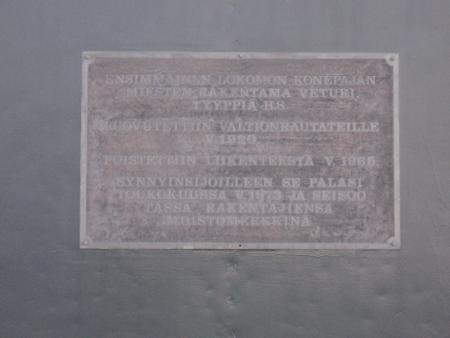 ENSIMMÄINEN LOKOMON KONEPAJAN
MIESTEN RAKENTAMA VETURI
TYYPPIÄ H.8.
LUOVUTETTIIN VALTIONRAUTATEILLE
V.1920
POISTETTIIN LIIKENTEESTÄ V.1965
SYNNYINSIJOILLEEN SE PALASI
TOUKOKUUSSA V.1973 JA SEISOO
TÄSSÄ RAKENTAJIENSA
MUISTOMERKKINÄ